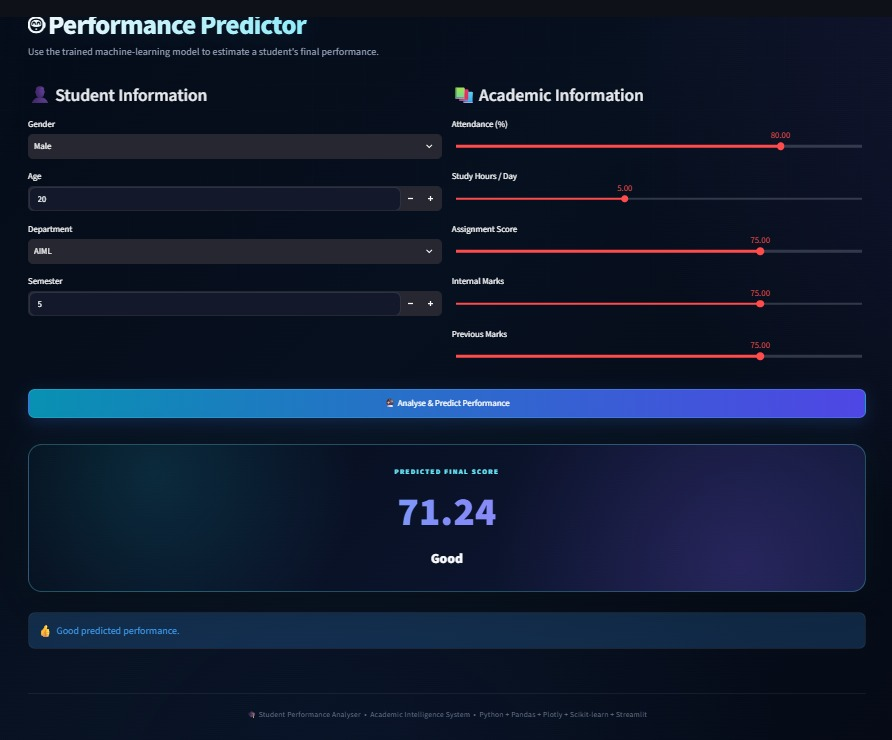 Performance Predictor
Use the trained machine-learning model to estimate a student's final performance.
Student Information
Gender
Male
Age
20
Department
AIML
Semester
5
Academic Information
Attendance (%)
80.00
Study Hours / Day
5.00
Assignment Score
75.00
Internal Marks
75.00
Previous Marks
75.00
Analyse & Predict Performance
PREDICTED FINAL SCORE
71.24
Good
Good predicted performance.
Student Performance Analyser • Academic Intelligence System • Python + Pandas + Plotly + Scikit-learn + Streamlit